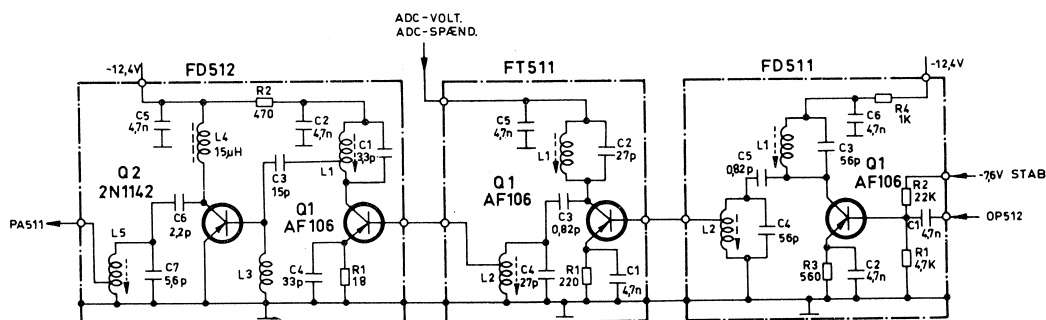 ADC-VOLT.
ADC-SPÆND.
-12,4V
FD512
FT511
FD511
-12,4V
R2
470
C5
4,7n
L4
15µH
C2
4,7n
C1
33p
L1
C3
15p
Q2
2N1142
C6
2,2p
Q1
AF106
PA511
L5
C7
5,6p
L3
C4
33p
R1
18
C5
4,7n
L1
C2
27p
Q1
AF106
C3
0,82p
L2
C4
27p
R1
220
C1
4,7n
R4
1K
C6
4,7n
L1
C3
56p
C5
0,82p
Q1
AF106
-7,6V STAB
R2
22K
OP512
C1
4,7n
L2
C4
56p
R3
560
C2
4,7n
R1
4,7K